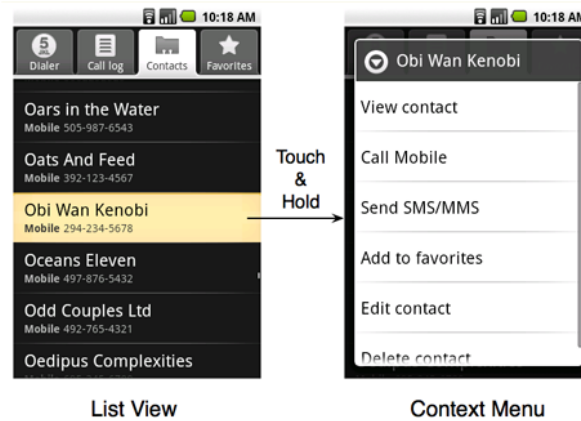 10:18 AM
5
Dialer
Call log
Contacts
Favorites
Oars in the Water
Mobile 505-987-6543
Oats And Feed
Mobile 392-123-4567
Obi Wan Kenobi
Mobile 294-234-5678
Oceans Eleven
Mobile 497-876-5432
Odd Couples Ltd
Mobile 492-765-4321
Oedipus Complexities
List View
Touch
&
Hold
10:18 AM
Obi Wan Kenobi
View contact
Call Mobile
Send SMS/MMS
Add to favorites
Edit contact
Delete contact
Context Menu